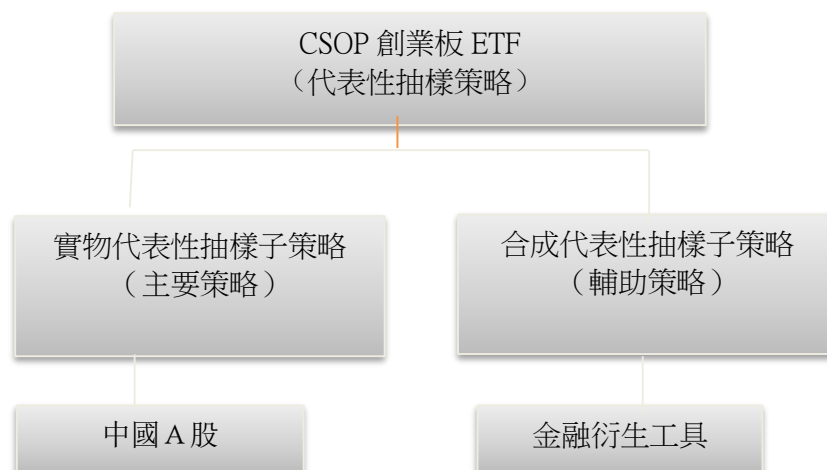 CSOP 創業板 ETF
（代表性抽樣策略）
實物代表性抽樣子策略
（主要策略）
合成代表性抽樣子策略
（輔助策略）
中國 A 股
金融衍生工具